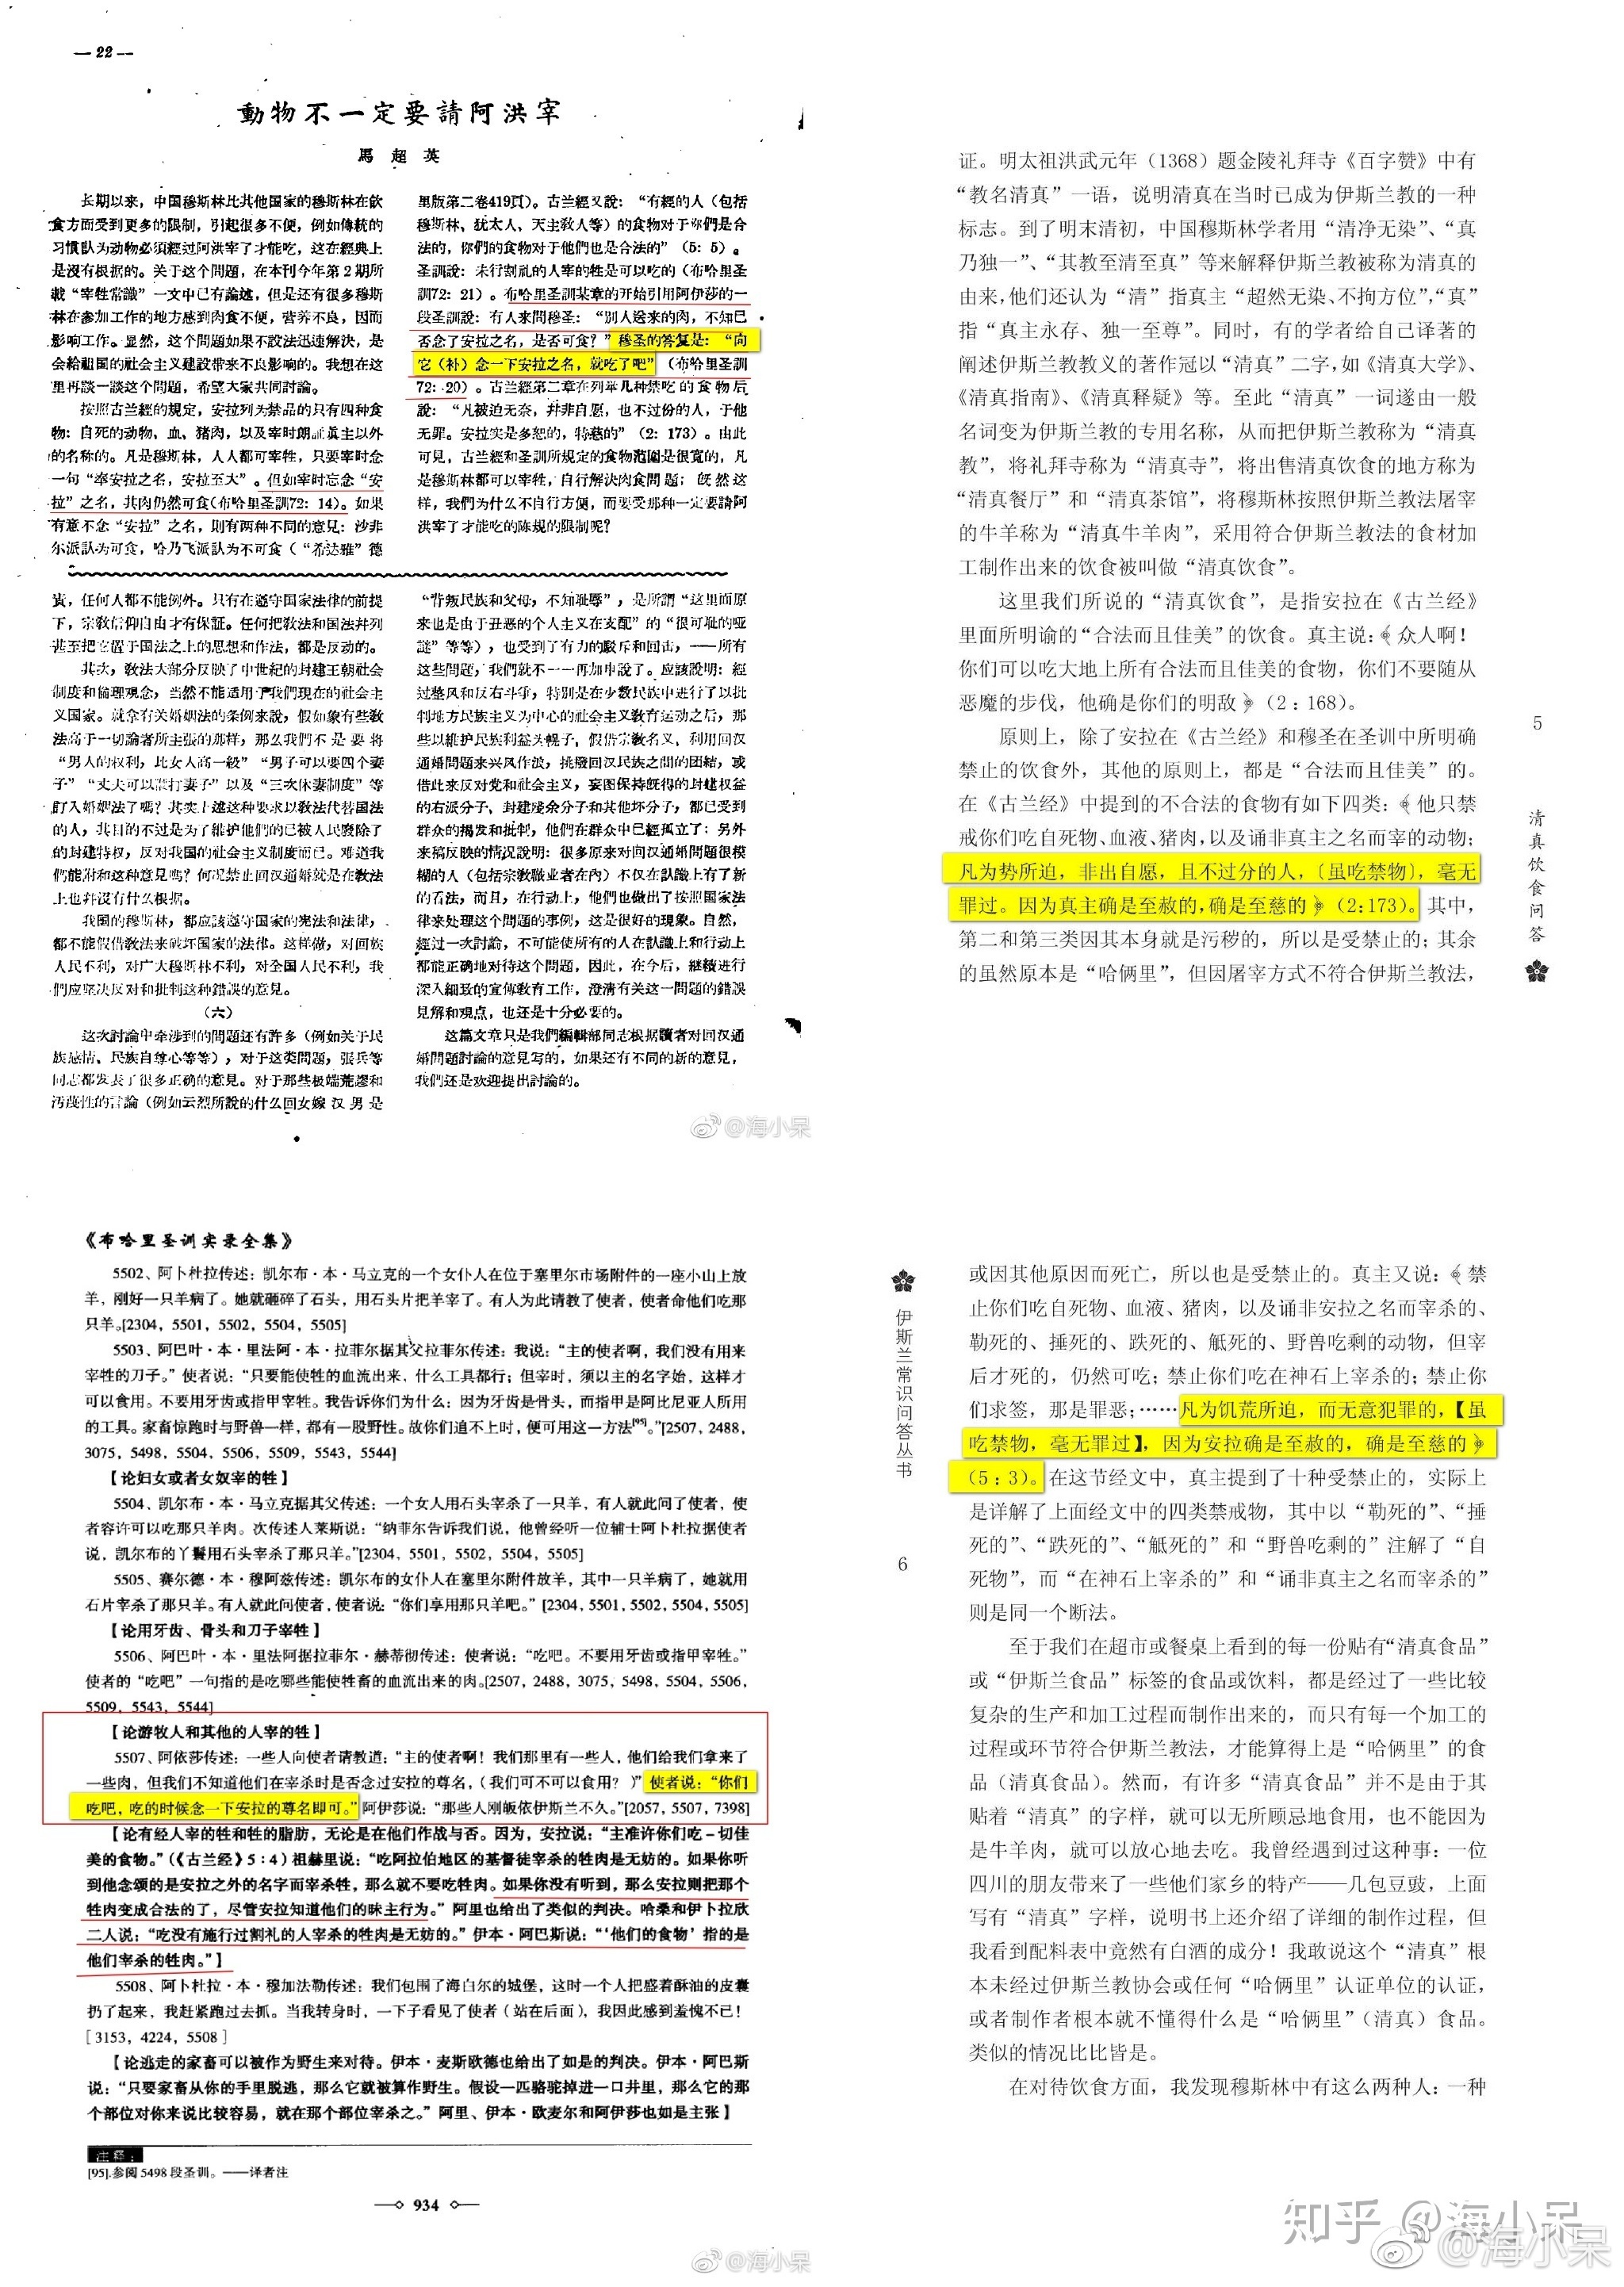 — 22 —
動物不一定要請阿洪宰
馬超英
长期以来，中国穆斯林比其他国家的穆斯林在飲
食方面受到更多的限制，引起很多不便，例如傳統的
习慣认为动物必須經过阿洪宰了才能吃，这在經典上
是沒有根据的。关于这个問題，在本刊今年第2期所
載“宰牲常識”一文中已有論述，但是还有很多穆斯
林在参加工作的地方感到肉食不便，营养不良，因而
影响工作。显然，这个問題如果不設法迅速解决，是
会給祖国的社会主义建設带来不良影响的。我想在这
里再談一談这个問題，希望大家共同討論。
按照古兰經的規定，安拉列为禁品的只有四种食
物：自死的动物、血、猪肉，以及宰时朗誦真主以外
的名称的。凡是穆斯林，人人都可宰牲，只要宰时念
一句“奉安拉之名，安拉至大”。但如宰时忘念“安
拉”之名，其肉仍然可食(布哈里圣訓72：14)。如果
有意不念“安拉”之名，則有两种不同的意見：沙非
尔派认为可食，哈乃飞派认为不可食（“希达雅”德
里版第二卷419頁)。古兰經又說：“有經的人（包括
穆斯林、犹太人、天主教人等）的食物对于你們是合
法的，你們的食物对于他們也是合法的”（5：5）。
圣訓說：未行割礼的人宰的牲是可以吃的（布哈里圣
訓72：21）。布哈里圣訓某章的开始引用阿伊莎的一
段圣訓說：有人来問穆圣：“別人送来的肉，不知已
否念了安拉之名，是否可食？”穆圣的答复是：“向
它（补）念一下安拉之名，就吃了吧”（布哈里圣訓
72：20）。古兰經第二章在列举几种禁吃的食物后
說：“凡被迫无奈，并非自愿，也不过份的人，于他
无罪。安拉实是多恕的，特慈的”（2：173）。由此
可見，古兰經和圣訓所規定的食物范圍是很寬的，凡
是穆斯林都可以宰牲，自行解决肉食問題；既然这
样，我們为什么不自行方便，而要受那种一定要請阿
洪宰了才能吃的陈規的限制呢？
責，任何人都不能例外。只有在遵守国家法律的前提
下，宗教信仰自由才有保証。任何把教法和国法并列
甚至把它置于国法之上的思想和作法，都是反动的。
其次，教法大部分反映了中世紀的封建王朝社会
制度和倫理观念，当然不能适用于我們現在的社会主
义国家。就拿有关婚姻法的条例来說，假如象有些教
法高于一切論者所主張的那样，那么我們不是要将
“男人的权利，比女人高一級”“男子可以要四个妻
子”“丈夫可以带打妻子”以及“三次休妻制度”等
訂入婚姻法了嗎？其实上述这种要求以教法代替国法
的人，其目的不过是为了維护他們的已被人民废除了
的封建特权，反对我国的社会主义制度而已。难道我
們能附和这种意見嗎？何况禁止回汉通婚就是在教法
上也并沒有什么根据。
我国的穆斯林，都应該遵守国家的宪法和法律，
都不能假借教法来破坏国家的法律。这样做，对回族
人民不利，对广大穆斯林不利，对全国人民不利，我
們应坚决反对和批判这种錯誤的意見。
（六）
这次討論中牵涉到的問題还有許多（例如关于民
族感情、民族自尊心等等），对于这类問題，張兵等
同志都发表了很多正确的意見。对于那些极端荒謬和
污蔑性的言論（例如云烈所說的什么回女嫁汉男是
“背叛民族和父母，不知耻辱”，是所謂“这里面原
来也是由于丑恶的个人主义在支配”的“很可耻的哑
謎”等等），也受到了有力的駁斥和回击，——所有
这些問題，我們就不一一再加申說了。应該說明：經
过整风和反右斗爭，特別是在少数民族中进行了以批
判地方民族主义为中心的社会主义教育运动之后，那
些以維护民族利益为幌子，假借宗教名义，利用回汉
通婚問題来兴风作浪，挑撥回汉民族之間的团結，或
借此来反对党和社会主义，妄图保持旣得的封建权益
的右派分子、封建殘余分子和其他坏分子，都已受到
群众的揭发和批判，他們在群众中已經孤立了；另外
来稿反映的情况說明：很多原来对回汉通婚問題很模
糊的人（包括宗教职业者在內）不仅在认識上有了新
的看法，而且，在行动上，他們也做出了按照国家法
律来处理这个問題的事例，这是很好的現象。自然，
經过一次討論，不可能使所有的人在认識上和行动上
都能正确地对待这个問題，因此，在今后，継續进行
深入細致的宣傳教育工作，澄清有关这一問題的錯誤
見解和观点，也还是十分必要的。
这篇文章只是我們編輯部同志根据讀者对回汉通
婚問題討論的意見写的，如果还有不同的新的意見，
我們还是欢迎提出討論的。
@海小呆
证。明太祖洪武元年（1368）题金陵礼拜寺《百字赞》中有
“教名清真”一语，说明清真在当时已成为伊斯兰教的一种
标志。到了明末清初，中国穆斯林学者用“清净无染”、“真
乃独一”、“其教至清至真”等来解释伊斯兰教被称为清真的
由来，他们还认为“清”指真主“超然无染、不拘方位”，“真”
指“真主永存、独一至尊”。同时，有的学者给自己译著的
阐述伊斯兰教教义的著作冠以“清真”二字，如《清真大学》、
《清真指南》、《清真释疑》等。至此“清真”一词遂由一般
名词变为伊斯兰教的专用名称，从而把伊斯兰教称为“清真
教”，将礼拜寺称为“清真寺”，将出售清真饮食的地方称为
“清真餐厅”和“清真茶馆”，将穆斯林按照伊斯兰教法屠宰
的牛羊称为“清真牛羊肉”，采用符合伊斯兰教法的食材加
工制作出来的饮食被叫做“清真饮食”。
这里我们所说的“清真饮食”，是指安拉在《古兰经》
里面所明谕的“合法而且佳美”的饮食。真主说：﴾众人啊！
你们可以吃大地上所有合法而且佳美的食物，你们不要随从
恶魔的步伐，他确是你们的明敌﴿（2：168）。
原则上，除了安拉在《古兰经》和穆圣在圣训中所明确
禁止的饮食外，其他的原则上，都是“合法而且佳美”的。
在《古兰经》中提到的不合法的食物有如下四类：﴾他只禁
戒你们吃自死物、血液、猪肉，以及诵非真主之名而宰的动物；
凡为势所迫，非出自愿，且不过分的人，〔虽吃禁物〕，毫无
罪过。因为真主确是至赦的，确是至慈的﴿（2:173）。其中，
第二和第三类因其本身就是污秽的，所以是受禁止的；其余
的虽然原本是“哈俩里”，但因屠宰方式不符合伊斯兰教法，
5
清真饮食问答
《布哈里圣训实录全集》
5502、阿卜杜拉传述：凯尔布·本·马立克的一个女仆人在位于塞里尔市场附件的一座小山上放
羊，刚好一只羊病了。她就砸碎了石头，用石头片把羊宰了。有人为此请教了使者，使者命他们吃那
只羊。[2304，5501，5502，5504，5505]
5503、阿巴叶·本·里法阿·本·拉菲尔据其父拉菲尔传述：我说：“主的使者啊，我们没有用来
宰牲的刀子。”使者说：“只要能使牲的血流出来，什么工具都行；但宰时，须以主的名字始，这样才
可以食用。不要用牙齿或指甲宰牲。我告诉你们为什么：因为牙齿是骨头，而指甲是阿比尼亚人所用
的工具。家畜惊跑时与野兽一样，都有一股野性。故你们追不上时，便可用这一方法[95]。”[2507，2488，
3075，5498，5504，5506，5509，5543，5544]
【论妇女或者女奴宰的牲】
5504、凯尔布·本·马立克据其父传述：一个女人用石头宰杀了一只羊，有人就此问了使者，使
者容许可以吃那只羊肉。次传述人莱斯说：“纳菲尔告诉我们说，他曾经听一位辅士阿卜杜拉据使者
说，凯尔布的丫鬟用石头宰杀了那只羊。”[2304，5501，5502，5504，5505]
5505、赛尔德·本·穆阿兹传述：凯尔布的女仆人在塞里尔附件放羊，其中一只羊病了，她就用
石片宰杀了那只羊。有人就此问使者，使者说：“你们享用那只羊吧。”[2304，5501，5502，5504，5505]
【论用牙齿、骨头和刀子宰牲】
5506、阿巴叶·本·里法阿据拉菲尔·赫蒂彻传述：使者说：“吃吧。不要用牙齿或指甲宰牲。”
使者的“吃吧”一句指的是吃哪些能使牲畜的血流出来的肉。[2507，2488，3075，5498，5504，5506，
5509，5543，5544]
【论游牧人和其他的人宰的牲】
5507、阿依莎传述：一些人向使者请教道：“主的使者啊！我们那里有一些人，他们给我们拿来了
一些肉，但我们不知道他们在宰杀时是否念过安拉的尊名，（我们可不可以食用？）”使者说：“你们
吃吧，吃的时候念一下安拉的尊名即可。”阿伊莎说：“那些人刚皈依伊斯兰不久。”[2057，5507，7398]
【论有经人宰的牲和牲的脂肪，无论是在他们作战与否。因为，安拉说：“主准许你们吃一切佳
美的食物。”（《古兰经》5：4）祖赫里说：“吃阿拉伯地区的基督徒宰杀的牲肉是无妨的。如果你听
到他念颂的是安拉之外的名字而宰杀牲，那么就不要吃牲肉。如果你没有听到，那么安拉则把那个
牲肉变成合法的了，尽管安拉知道他们的昧主行为。”阿里也给出了类似的判决。哈桑和伊卜拉欣
二人说：“吃没有施行过割礼的人宰杀的牲肉是无妨的。”伊本·阿巴斯说：“‘他们的食物’指的是
他们宰杀的牲肉。”】
5508、阿卜杜拉·本·穆加法勒传述：我们包围了海白尔的城堡，这时一个人把盛着酥油的皮囊
扔了起来，我赶紧跑过去抓。当我转身时，一下子看见了使者（站在后面），我因此感到羞愧不已！
[3153，4224，5508]
【论逃走的家畜可以被作为野生来对待。伊本·麦斯欧德也给出了如是的判决。伊本·阿巴斯
说：“只要家畜从你的手里脱逃，那么它就被算作野生。假设一匹骆驼掉进一口井里，那么它的那
个部位对你来说比较容易，就在那个部位宰杀之。”阿里、伊本·欧麦尔和阿伊莎也如是主张】
注释：
[95].参阅5498段圣训。——译者注
934
@海小呆
伊斯兰常识问答丛书
6
或因其他原因而死亡，所以也是受禁止的。真主又说：﴾禁
止你们吃自死物、血液、猪肉，以及诵非安拉之名而宰杀的、
勒死的、捶死的、跌死的、觝死的、野兽吃剩的动物，但宰
后才死的，仍然可吃；禁止你们吃在神石上宰杀的；禁止你
们求签，那是罪恶；……凡为饥荒所迫，而无意犯罪的，【虽
吃禁物，毫无罪过】，因为安拉确是至赦的，确是至慈的﴿
（5：3）。在这节经文中，真主提到了十种受禁止的，实际上
是详解了上面经文中的四类禁戒物，其中以“勒死的”、“捶
死的”、“跌死的”、“觝死的”和“野兽吃剩的”注解了“自
死物”，而“在神石上宰杀的”和“诵非真主之名而宰杀的”
则是同一个断法。
至于我们在超市或餐桌上看到的每一份贴有“清真食品”
或“伊斯兰食品”标签的食品或饮料，都是经过了一些比较
复杂的生产和加工过程而制作出来的，而只有每一个加工的
过程或环节符合伊斯兰教法，才能算得上是“哈俩里”的食
品（清真食品）。然而，有许多“清真食品”并不是由于其
贴着“清真”的字样，就可以无所顾忌地食用，也不能因为
是牛羊肉，就可以放心地去吃。我曾经遇到过这种事：一位
四川的朋友带来了一些他们家乡的特产——几包豆豉，上面
写有“清真”字样，说明书上还介绍了详细的制作过程，但
我看到配料表中竟然有白酒的成分！我敢说这个“清真”根
本未经过伊斯兰教协会或任何“哈俩里”认证单位的认证，
或者制作者根本就不懂得什么是“哈俩里”（清真）食品。
类似的情况比比皆是。
在对待饮食方面，我发现穆斯林中有这么两种人：一种
知乎 @海小呆
@海小呆